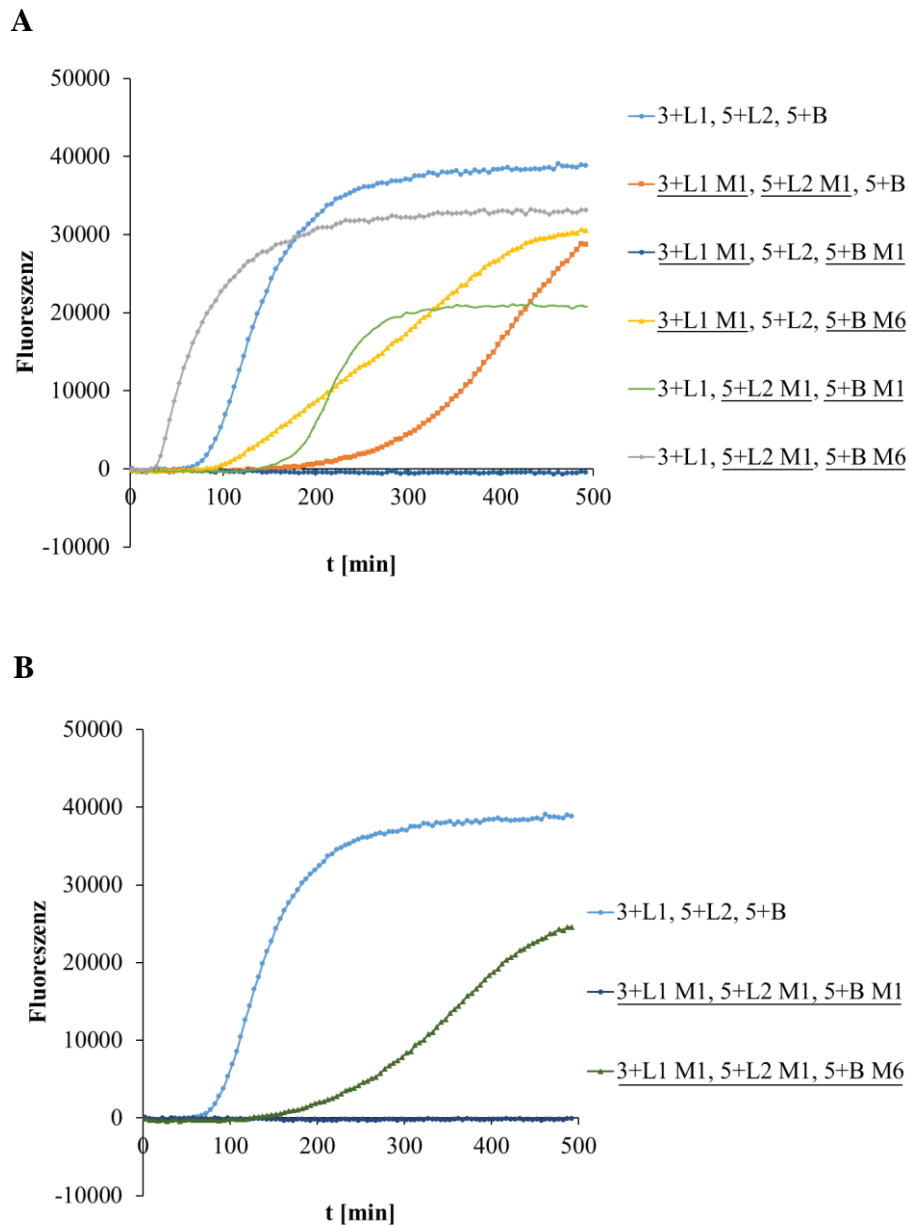 A
50000
40000
30000
20000
10000
0
-10000
Fluoreszenz
0 100 200 300 400 500
t [min]
3+L1, 5+L2, 5+B
3+L1 M1, 5+L2 M1, 5+B
3+L1 M1, 5+L2, 5+B M1
3+L1 M1, 5+L2, 5+B M6
3+L1, 5+L2 M1, 5+B M1
3+L1, 5+L2 M1, 5+B M6
B
50000
40000
30000
20000
10000
0
-10000
Fluoreszenz
0 100 200 300 400 500
t [min]
3+L1, 5+L2, 5+B
3+L1 M1, 5+L2 M1, 5+B M1
3+L1 M1, 5+L2 M1, 5+B M6